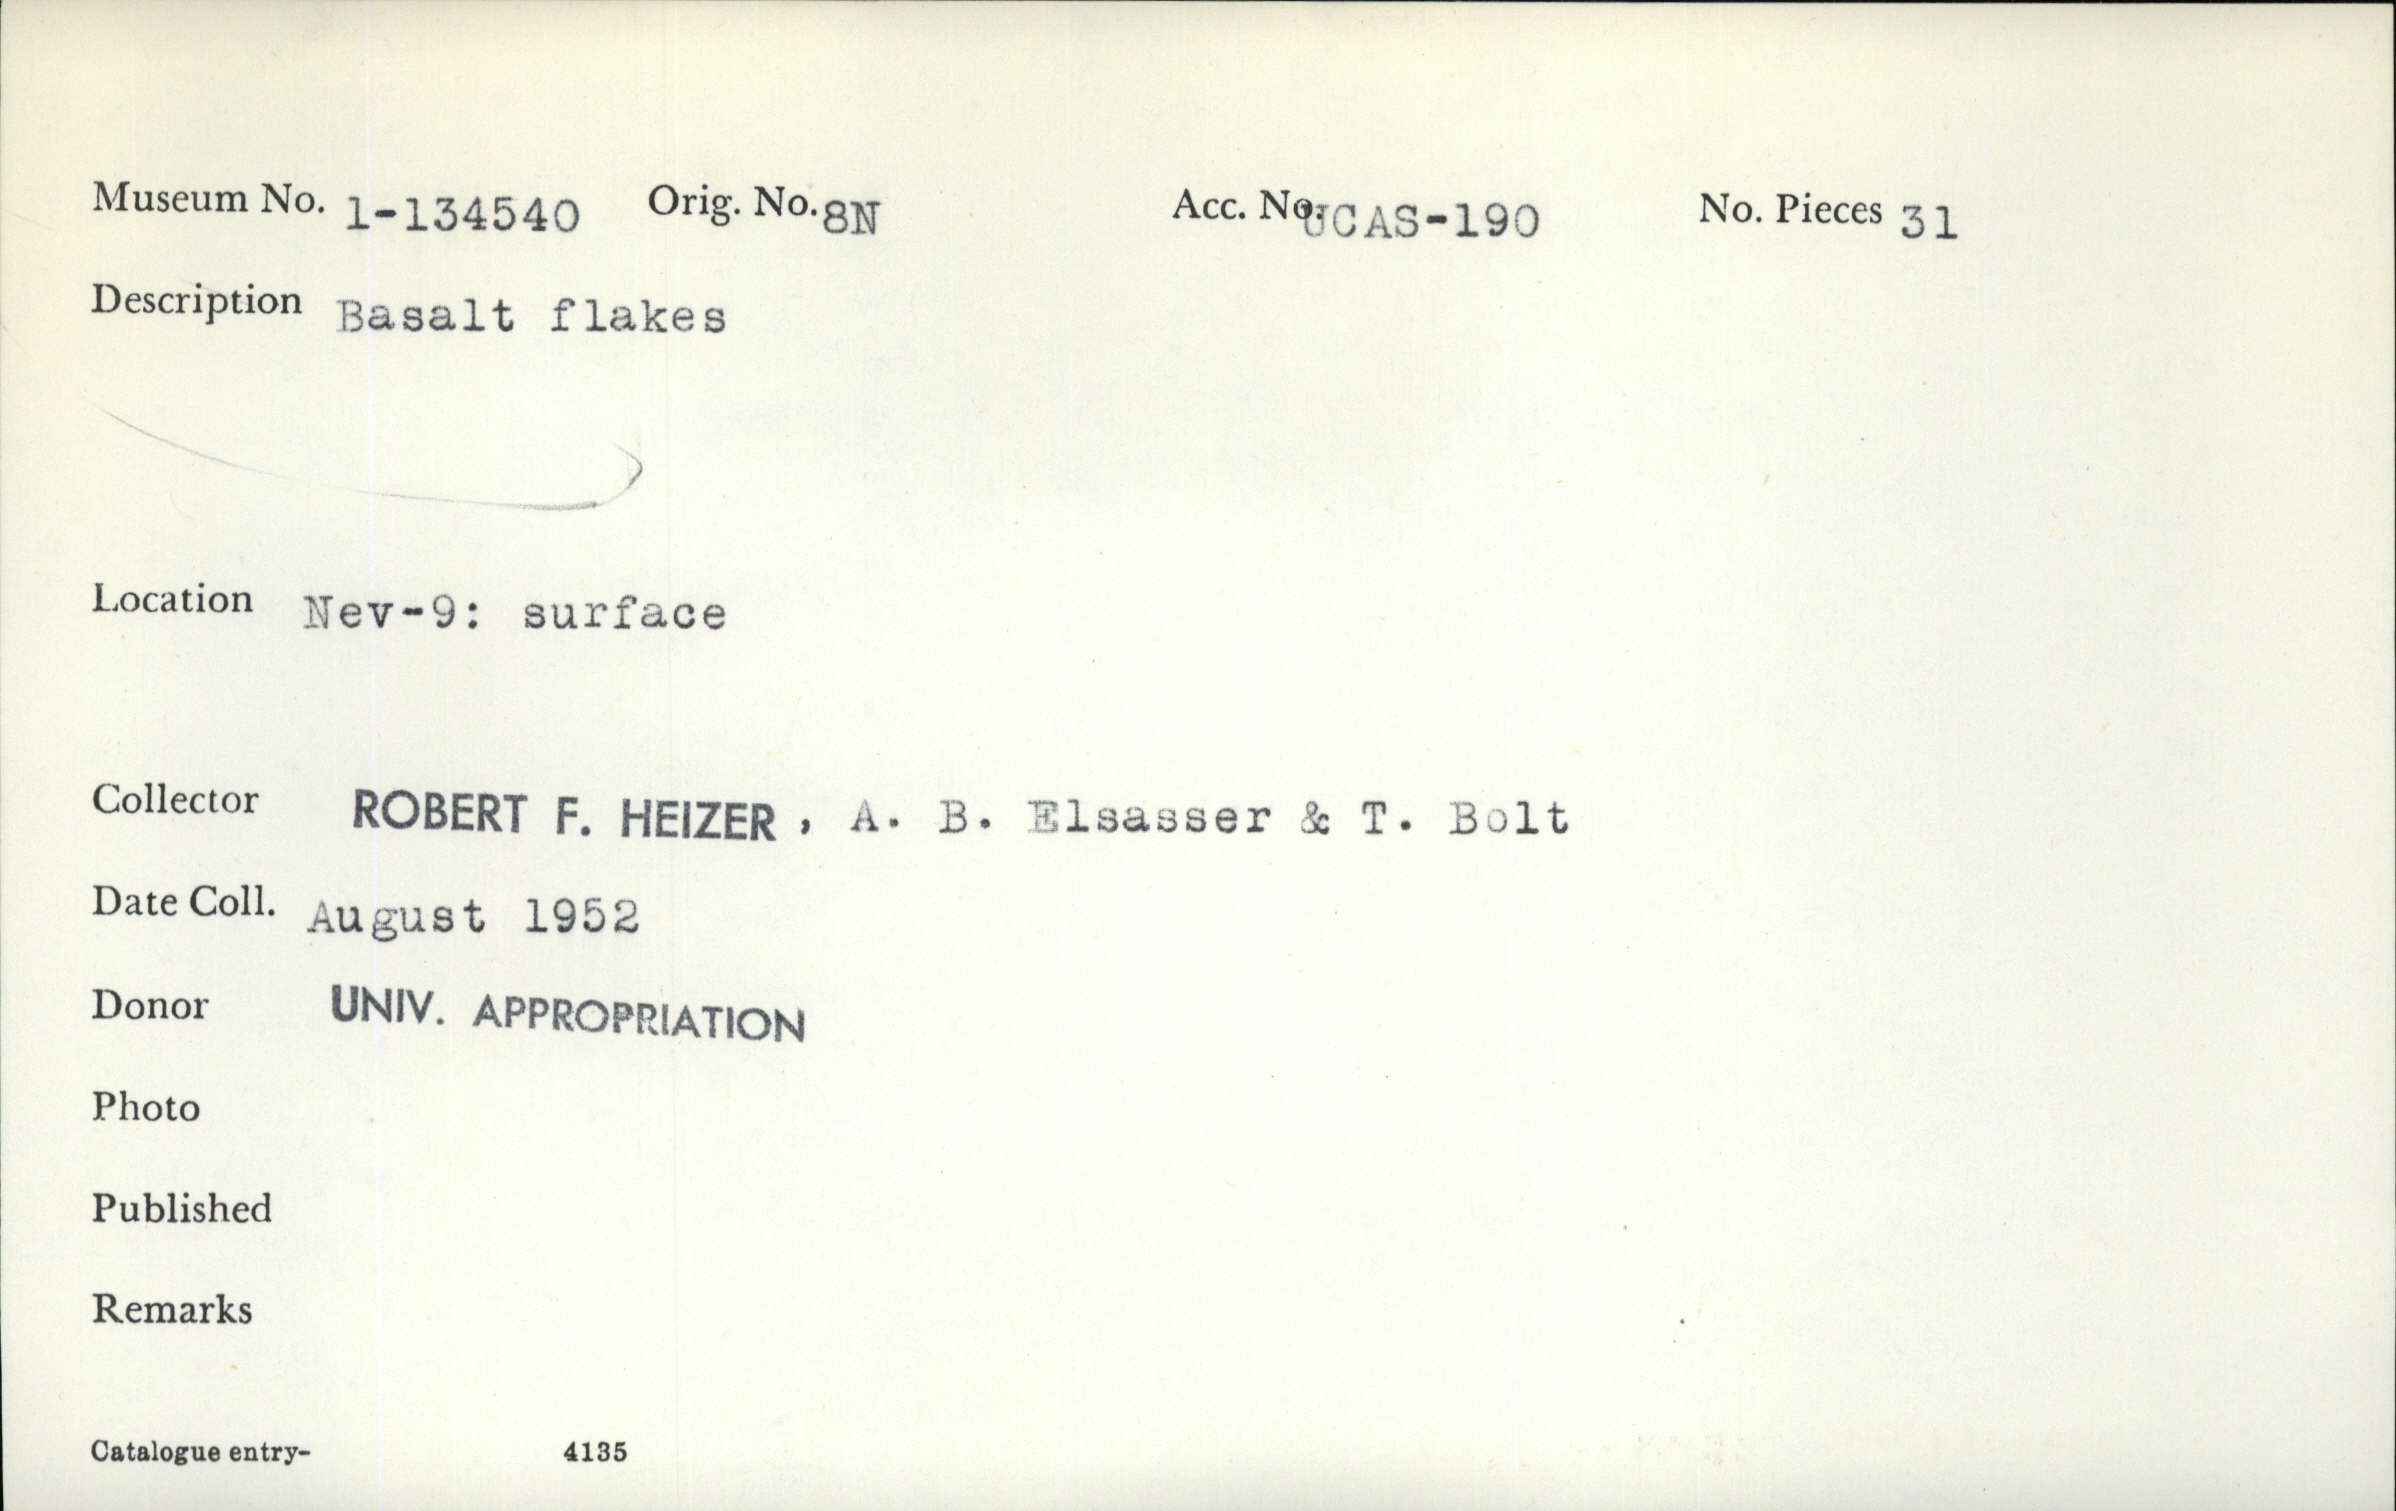 Museum No. 1-134540 Orig. No. 8N Acc. No. UCAS-190 No. Pieces 31
Description Basalt flakes
Location Nev-9: surface
Collector ROBERT F. HEIZER, A. B. Elsasser & T. Bolt
Date Coll. August 1952
Donor UNIV. APPROPRIATION
Photo
Published
Remarks
Catalogue entry- 4135